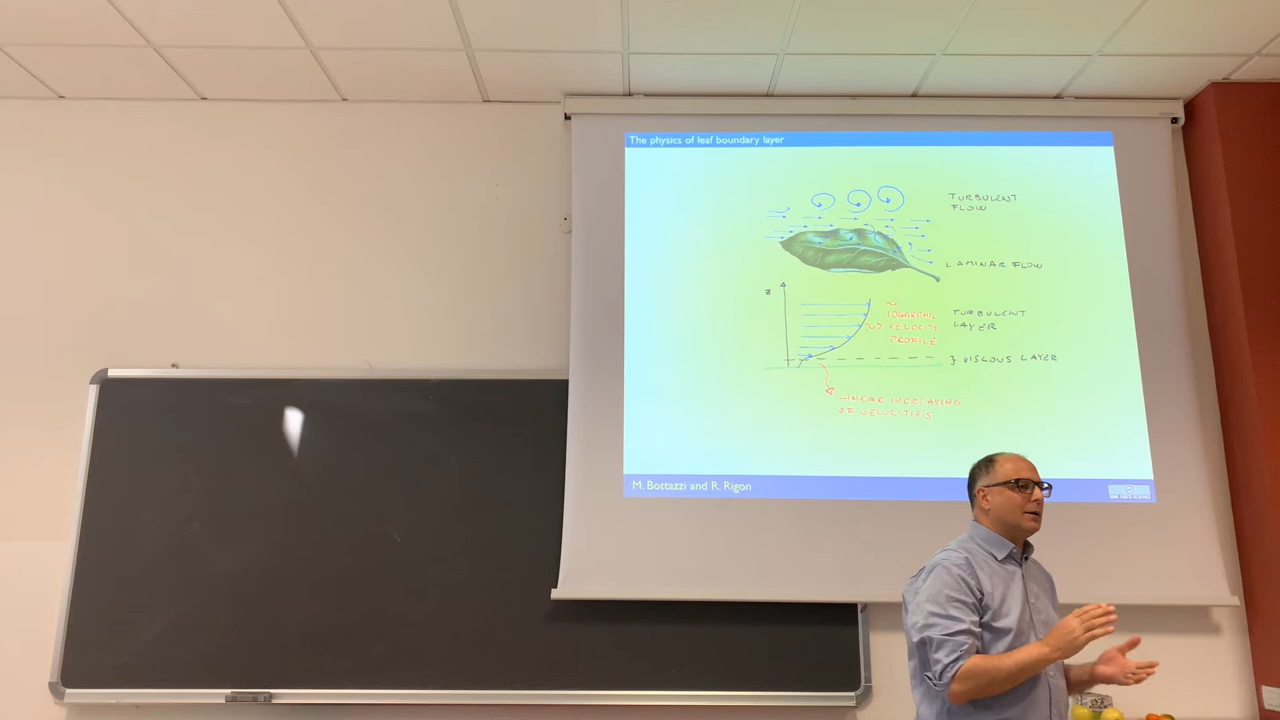 The physics of leaf boundary layer
TURBULENT
FLOW
LAMINAR FLOW
z
~
LOGARITHMIC
VELOCITY
PROFILE
TURBULENT
LAYER
} VISCOUS LAYER
LINEAR INCREASING
OF VELOCITIES
M. Bottazzi and R. Rigon